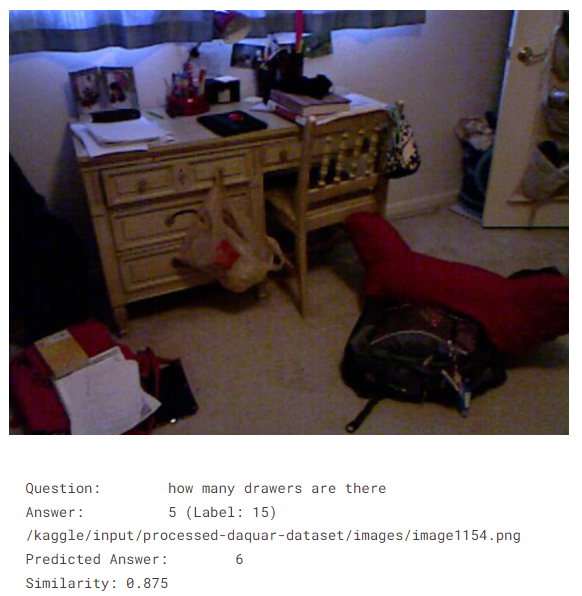 Question: how many drawers are there
Answer: 5 (Label: 15)
/kaggle/input/processed-daquar-dataset/images/image1154.png
Predicted Answer: 6
Similarity: 0.875